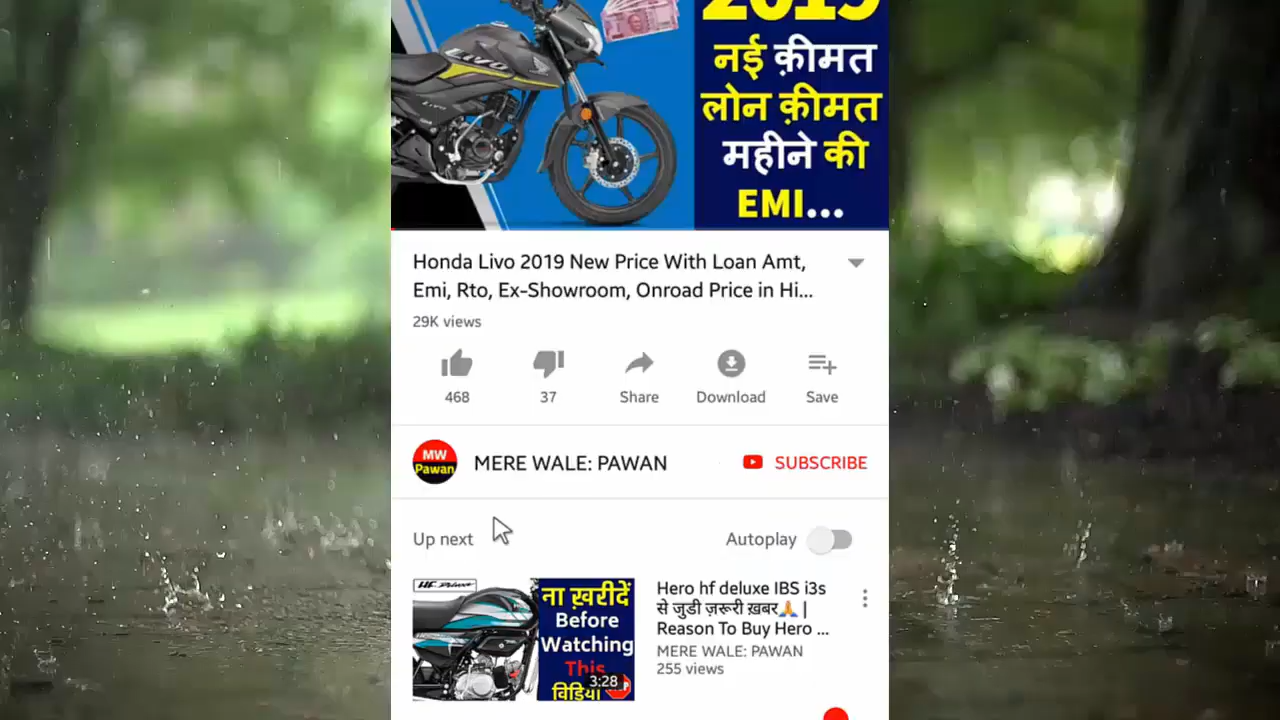 2019
नई क़ीमत
लोन क़ीमत
महीने की
EMI...
LIVO
Honda Livo 2019 New Price With Loan Amt,
Emi, Rto, Ex-Showroom, Onroad Price in Hi...
29K views
468
37
Share
Download
Save
MW
Pawan
MERE WALE: PAWAN
SUBSCRIBE
Up next
Autoplay
ना ख़रीदें
Before
Watching
This
विडियो
3:28
Hero hf deluxe IBS i3s
से जुडी ज़रूरी ख़बर🙏 |
Reason To Buy Hero ...
MERE WALE: PAWAN
255 views